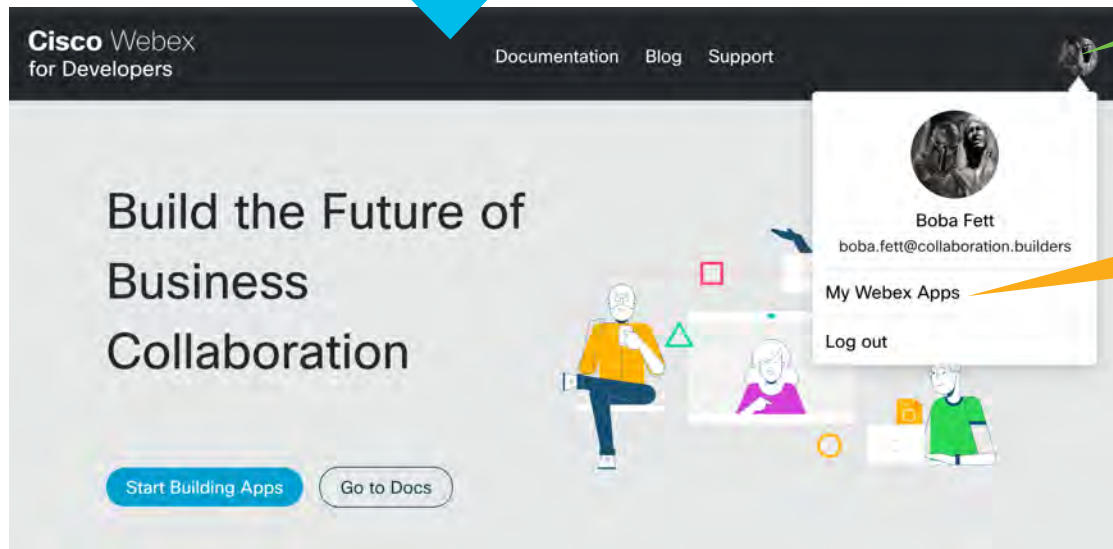 Cisco Webex
for Developers
Documentation Blog Support
Boba Fett
boba.fett@collaboration.builders
My Webex Apps
Log out
Build the Future of
Business
Collaboration
Start Building Apps Go to Docs